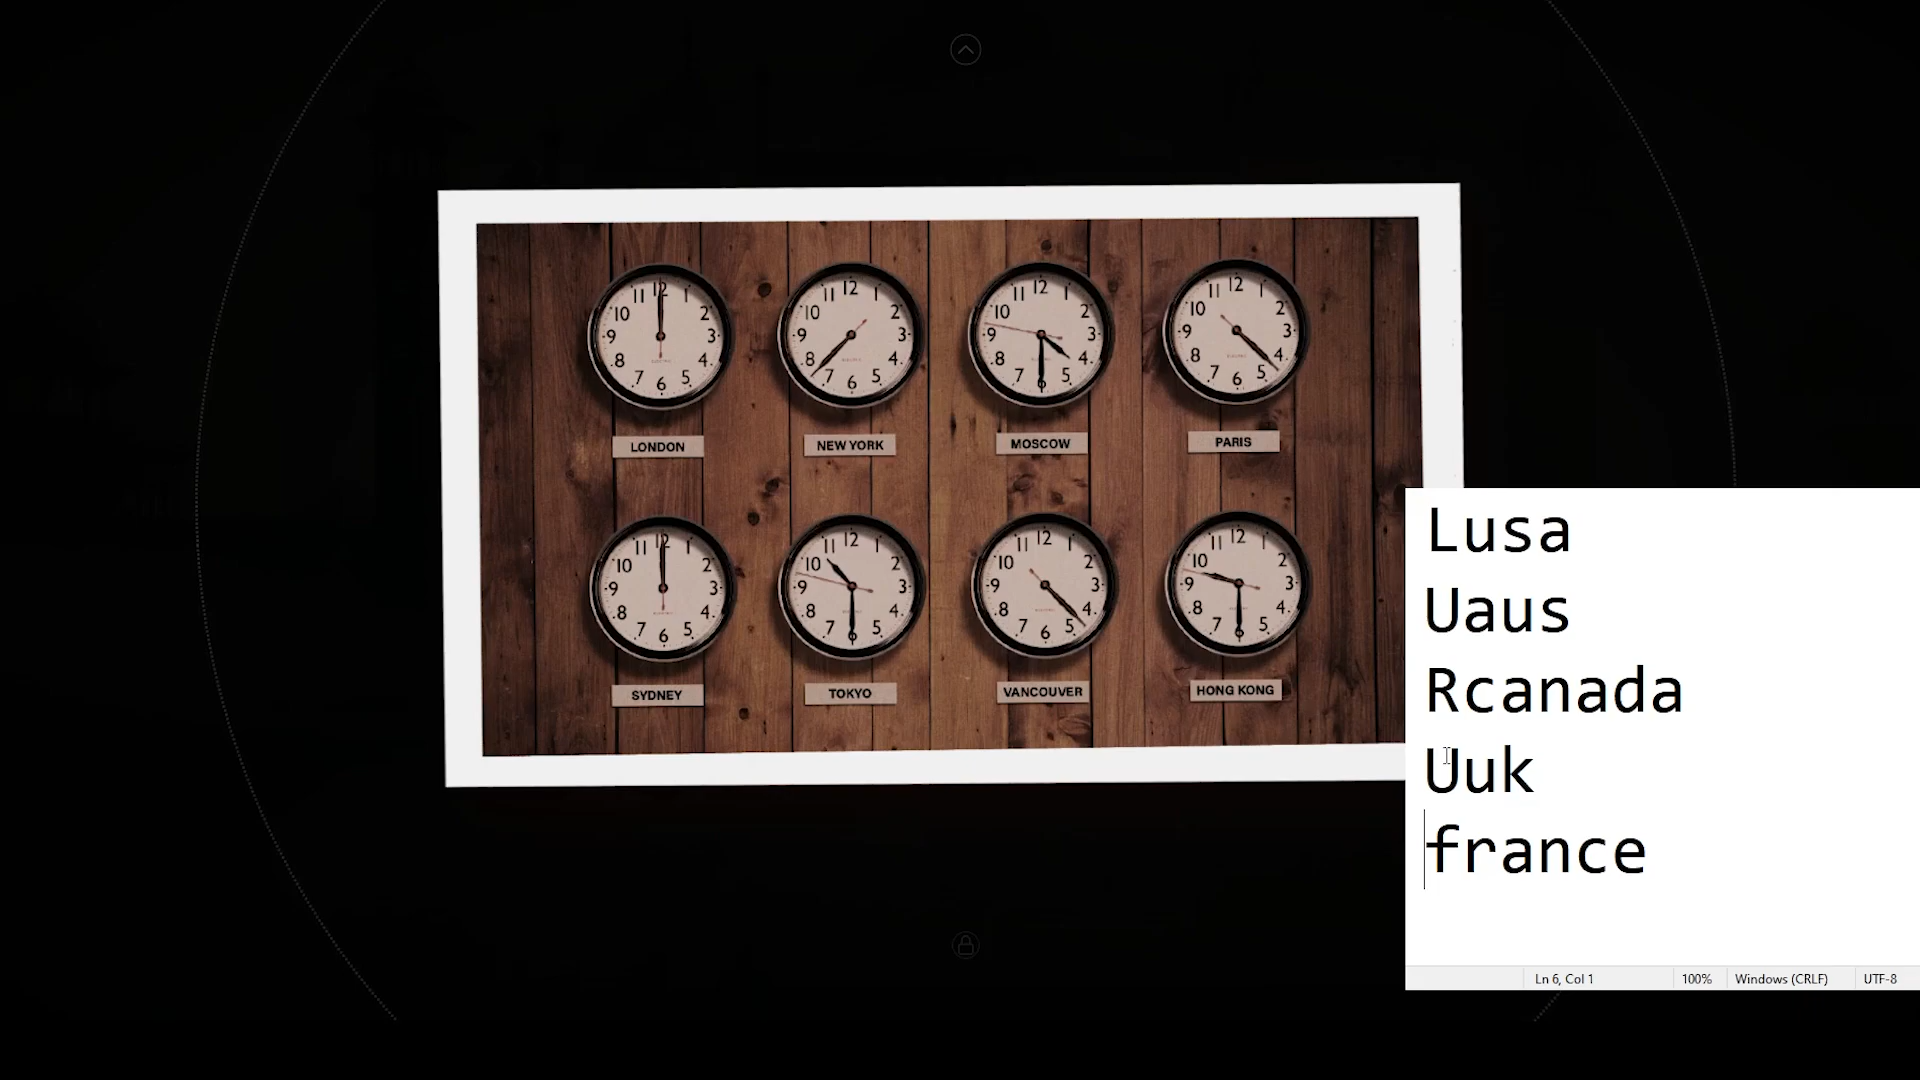 LONDON NEW YORK MOSCOW PARIS
SYDNEY TOKYO VANCOUVER HONG KONG
Lusa
Uaus
Rcanada
Uuk
france
Ln 6, Col 1 100% Windows (CRLF) UTF-8